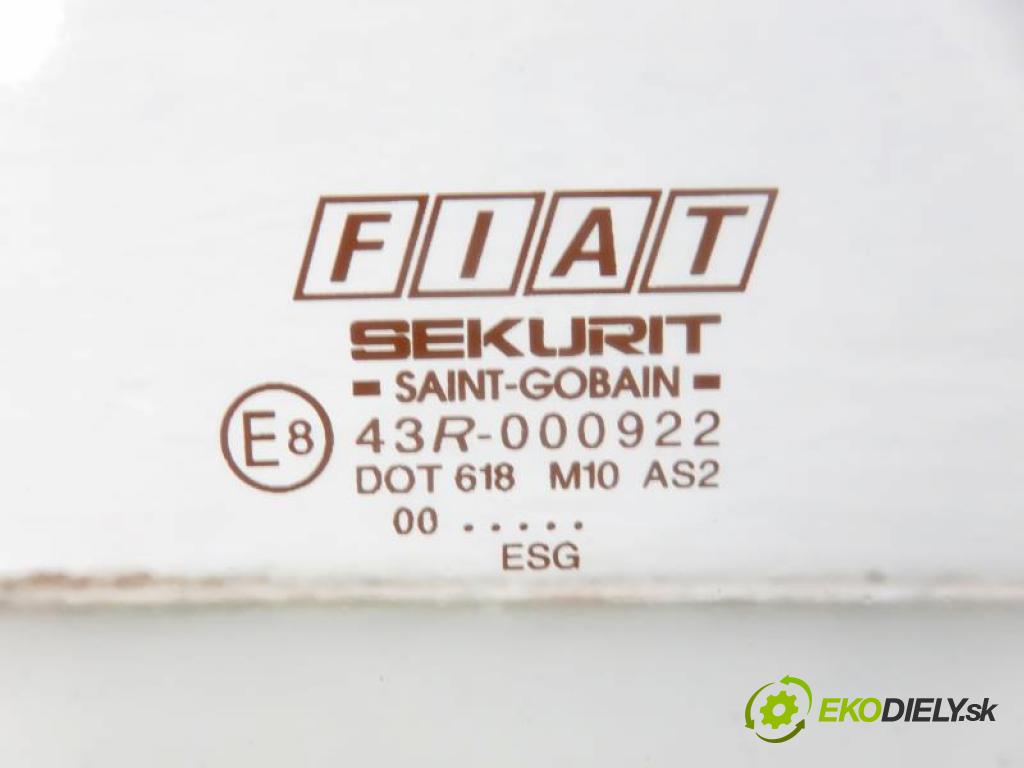 FIAT
SEKURIT
- SAINT-GOBAIN -
E8 43R-000922
DOT 618 M10 AS2
00 .....
ESG
EKODIELY.sk